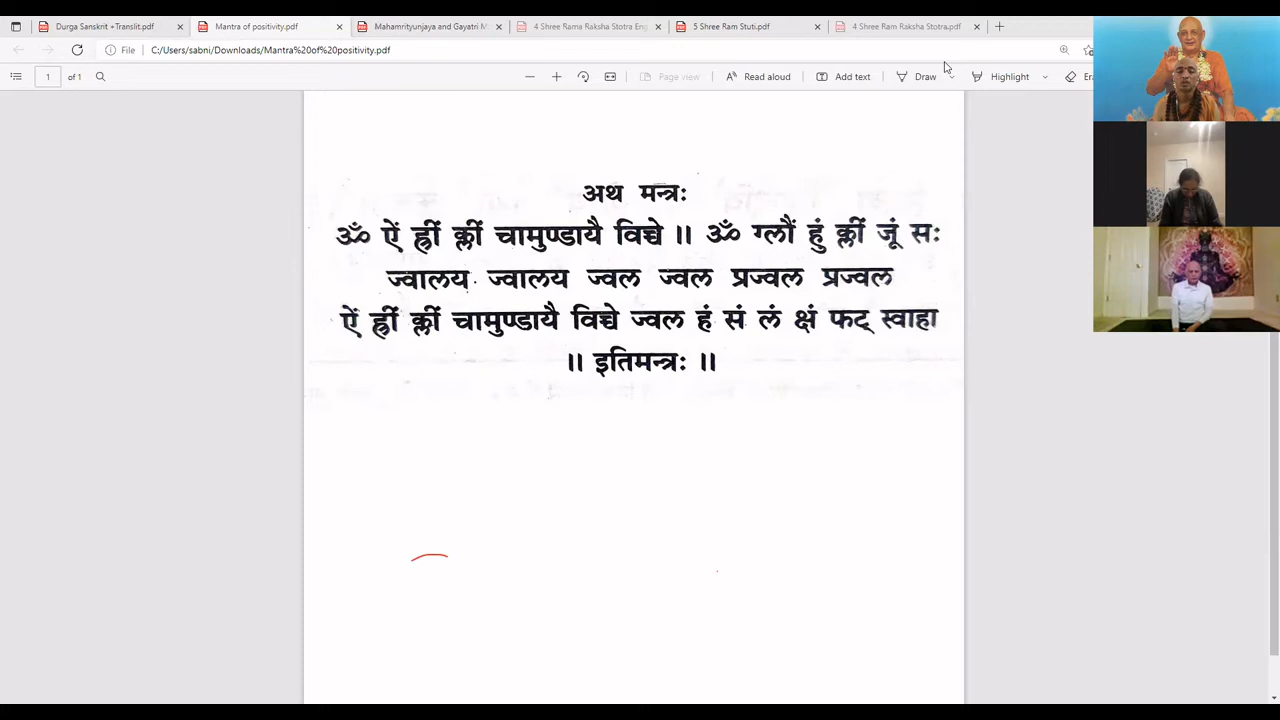 Durga Sanskrit +Translit.pdf
Mantra of positivity.pdf
Mahamrityunjaya and Gayatri M
4 Shree Rama Raksha Stotra Eng
5 Shree Ram Stuti.pdf
4 Shree Ram Raksha Stotra.pdf
File C:/Users/sabni/Downloads/Mantra%20of%20positivity.pdf
1 of 1 Page view Read aloud Add text Draw Highlight Era
अथ मन्त्रः
ॐ ऐं ह्रीं क्लीं चामुण्डायै विच्चे ॥ ॐ ग्लौं हुं क्लीं जूं सः
ज्वालय ज्वालय ज्वल ज्वल प्रज्वल प्रज्वल
ऐं ह्रीं क्लीं चामुण्डायै विच्चे ज्वल हं सं लं क्षं फट् स्वाहा
॥ इतिमन्त्रः ॥